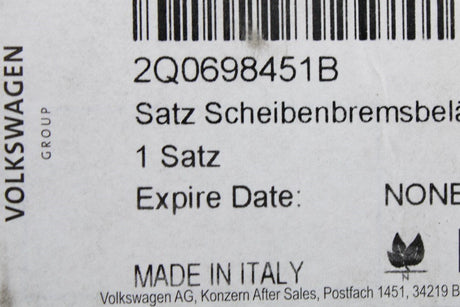 VOLKSWAGEN
GROUP
2Q0698451B
Satz Scheibenbremsbelä
1 Satz
Expire Date: NONE
MADE IN ITALY
N
Volkswagen AG, Konzern After Sales, Postfach 1451, 34219 B